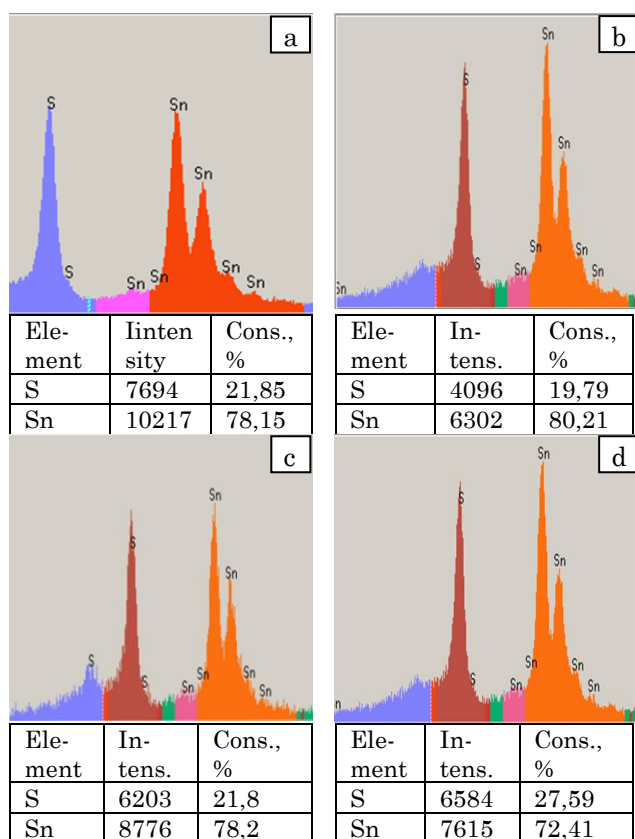 a
S
Sn
Sn
S
Sn
Sn
Sn
Sn
Ele-
ment
Iinten
sity
Cons.,
%
S 7694 21,85
Sn 10217 78,15
b
Sn
S
Sn
Sn
Sn
S
Sn
Sn
Sn
Ele-
ment
In-
tens.
Cons.,
%
S 4096 19,79
Sn 6302 80,21
c
Sn
S
Sn
S
S
Sn
Sn
Sn
Sn
Ele-
ment
In-
tens.
Cons.,
%
S 6203 21,8
Sn 8776 78,2
d
Sn
S
Sn
Sn
Sn
S
Sn
Sn
n
Ele-
ment
In-
tens.
Cons.,
%
S 6584 27,59
Sn 7615 72,41